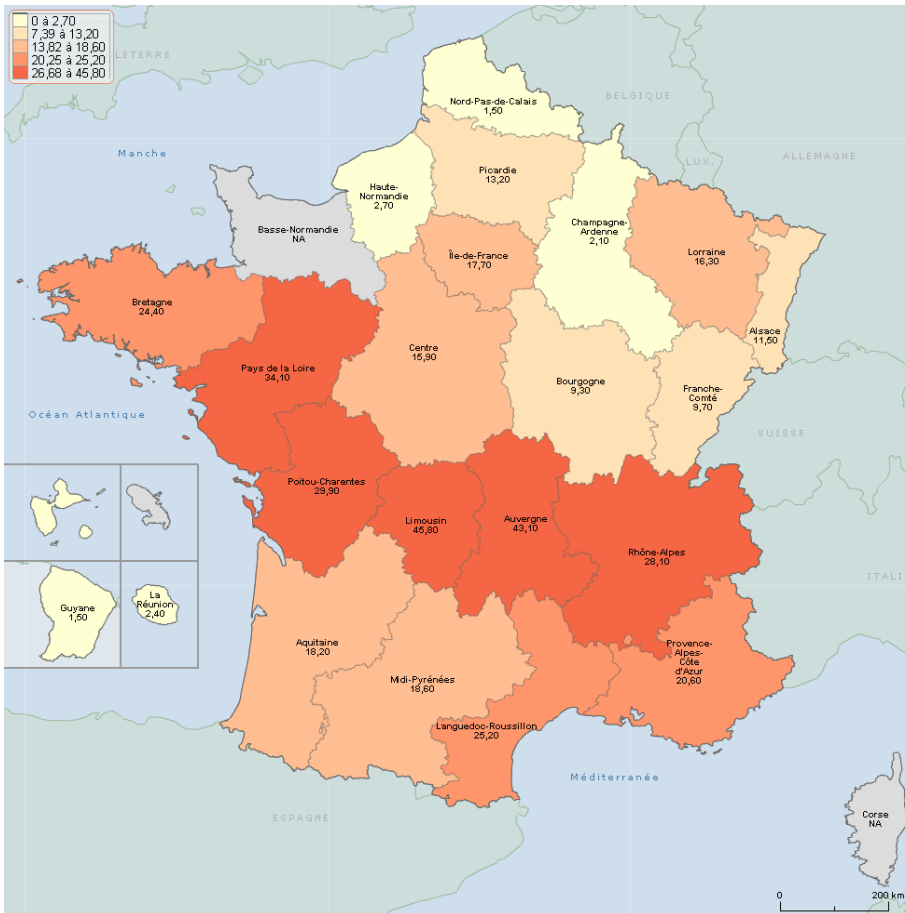 0 à 2,70
7,39 à 13,20
13,82 à 18,60
20,25 à 25,20
26,68 à 45,80
LETERRE
Nord-Pas-de-Calais
1,50
BELGIQUE
Manche
LUX.
ALLEMAGNE
Picardie
13,20
Haute-
Normandie
2,70
Champagne-
Ardenne
2,10
Basse-Normandie
NA
Île-de-France
17,70
Lorraine
16,30
Bretagne
24,40
Alsace
11,50
Centre
15,90
Pays de la Loire
34,10
Bourgogne
9,30
Franche-
Comté
9,70
Océan Atlantique
SUISSE
Poitou-Charentes
29,90
Limousin
45,80
Auvergne
43,10
Rhône-Alpes
28,10
ITALI
Guyane
1,50
La
Réunion
2,40
Aquitaine
18,20
Provence-
Alpes-
Côte
d'Azur
20,60
Midi-Pyrénées
18,60
Languedoc-Roussillon
25,20
Méditerranée
ESPAGNE
Corse
NA
0 200 km